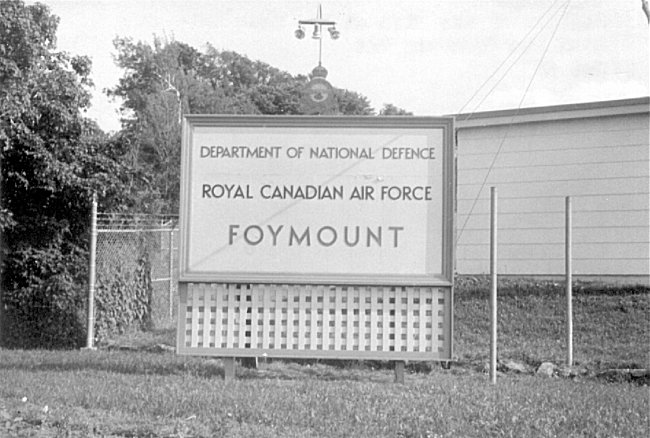 DEPARTMENT OF NATIONAL DEFENCE
ROYAL CANADIAN AIR FORCE
FOYMOUNT